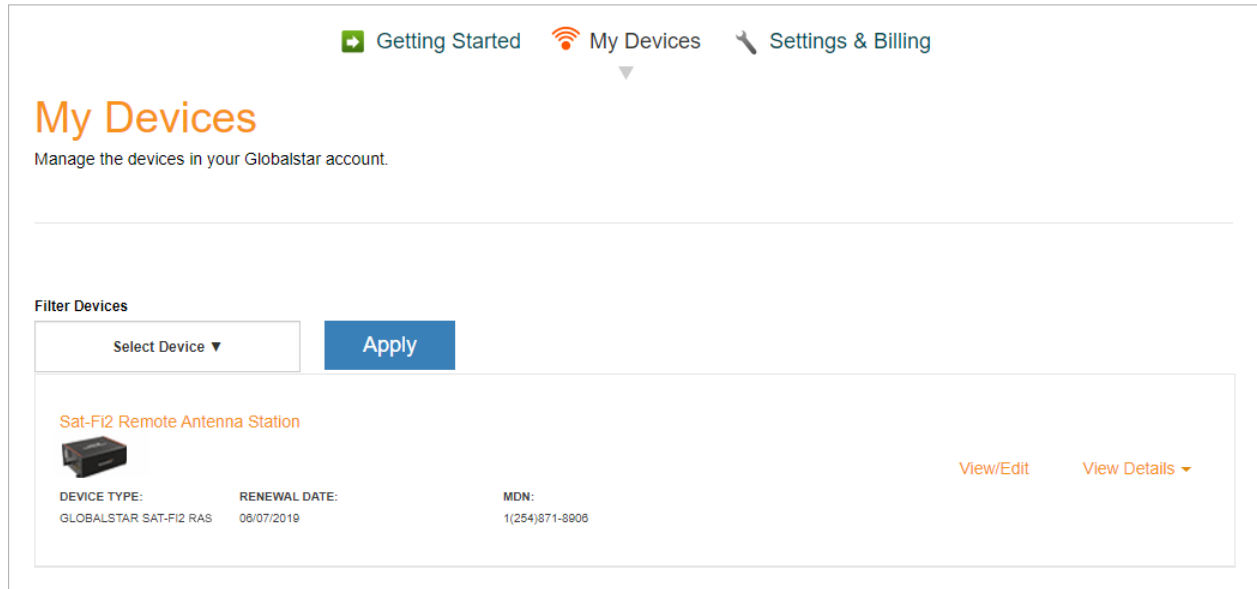 Getting Started My Devices Settings & Billing
My Devices
Manage the devices in your Globalstar account.
Filter Devices
Select Device ▼ Apply
Sat-Fi2 Remote Antenna Station
View/Edit View Details
DEVICE TYPE: RENEWAL DATE: MDN:
GLOBALSTAR SAT-FI2 RAS 06/07/2019 1(254)871-8906